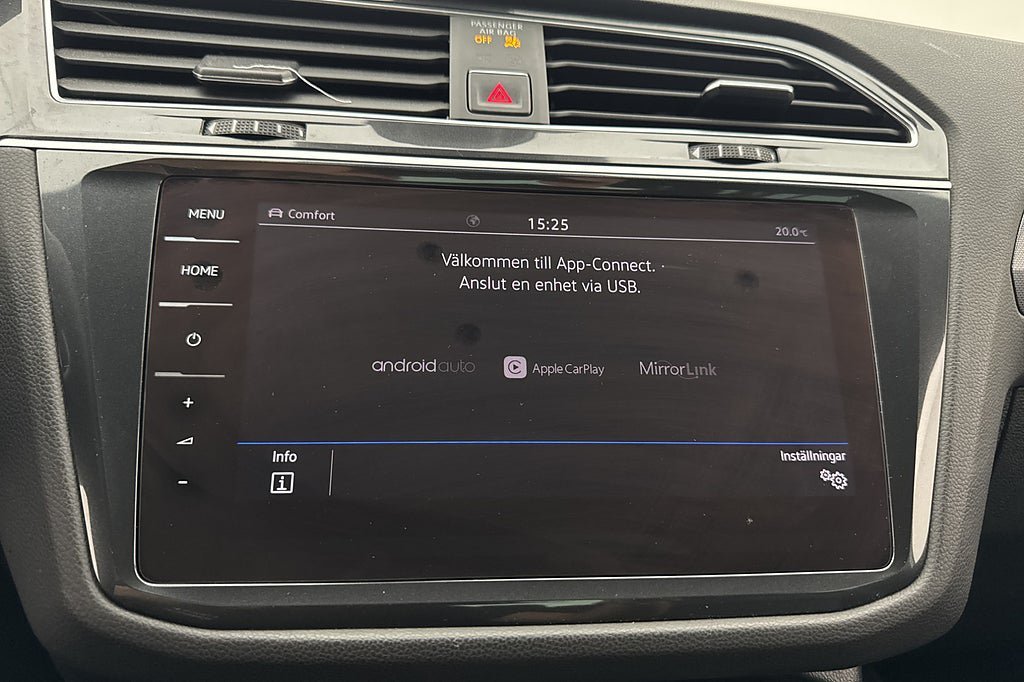 PASSENGER
AIR BAG
OFF
MENU
Comfort
15:25
20.0°C
HOME
Välkommen till App-Connect.
Anslut en enhet via USB.
androidauto
Apple CarPlay
MirrorLink
+
-
Info
Inställningar